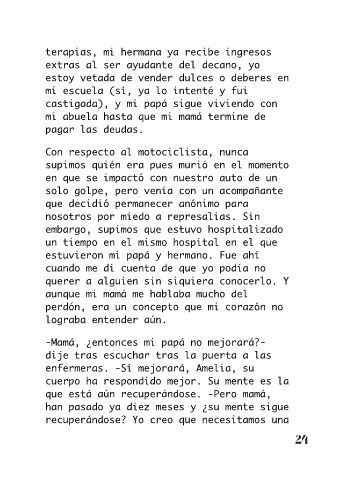 terapias, mi hermana ya recibe ingresos
extras al ser ayudante del decano, yo
estoy vetada de vender dulces o deberes en
mi escuela (sí, ya lo intenté y fui
castigada), y mi papá sigue viviendo con
mi abuela hasta que mi mamá termine de
pagar las deudas.
Con respecto al motociclista, nunca
supimos quién era pues murió en el momento
en que se impactó con nuestro auto de un
solo golpe, pero venía con un acompañante
que decidió permanecer anónimo para
nosotros por miedo a represalias. Sin
embargo, supimos que estuvo hospitalizado
un tiempo en el mismo hospital en el que
estuvieron mi papá y hermano. Fue ahí
cuando me di cuenta de que yo podía no
querer a alguien sin siquiera conocerlo. Y
aunque mi mamá me hablaba mucho del
perdón, era un concepto que mi corazón no
lograba entender aún.
-Mamá, ¿entonces mi papá no mejorará?-
dije tras escuchar tras la puerta a las
enfermeras. -Sí mejorará, Amelia, su
cuerpo ha respondido mejor. Su mente es la
que está aún recuperándose. -Pero mamá,
han pasado ya diez meses y ¿su mente sigue
recuperándose? Yo creo que necesitamos una
24